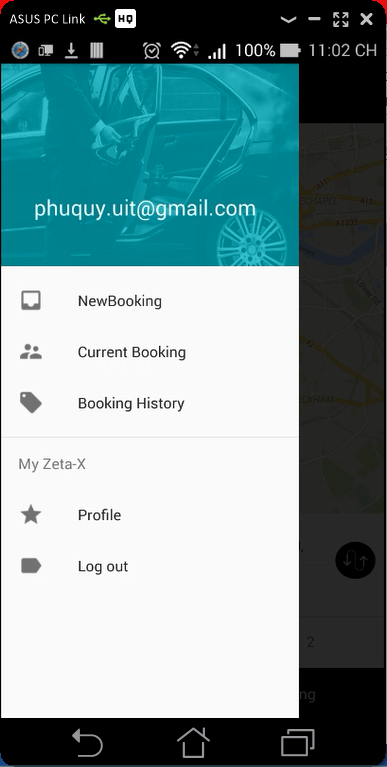 ASUS PC Link HQ
100% 11:02 CH
phuquy.uit@gmail.com
NewBooking
Current Booking
Booking History
My Zeta-X
Profile
Log out
2
ng